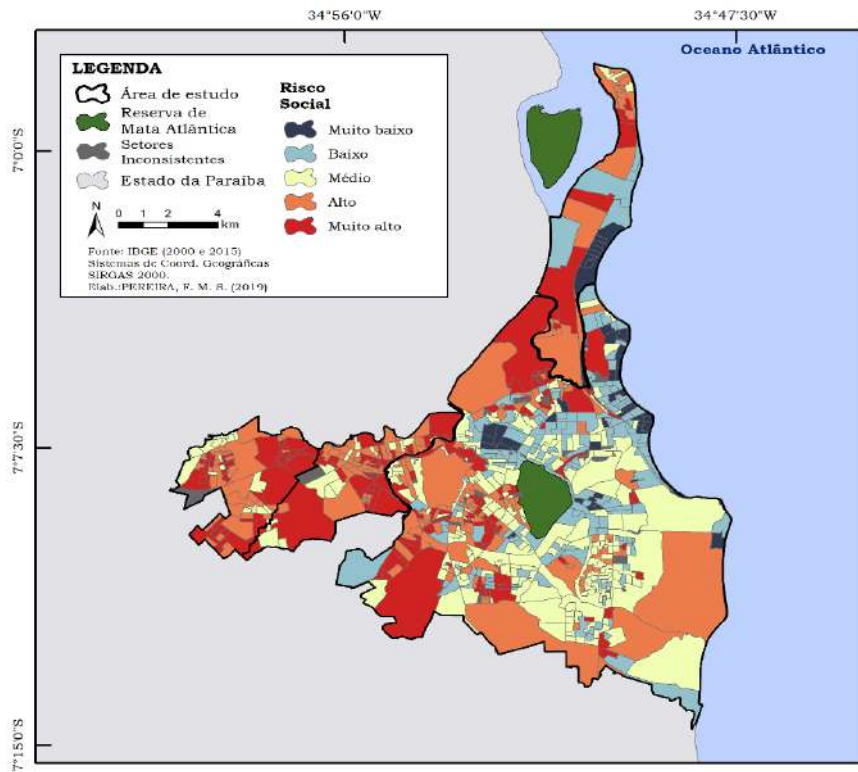 34°56'0"W
34°47'30"W
Oceano Atlântico
LEGENDA
Área de estudo
Reserva de
Mata Atlântica
Setores
Inconsistentes
Estado da Paraíba
Risco
Social
Muito baixo
Baixo
Médio
Alto
Muito alto
N
0 1 2 4
km
Fonte: IBGE (2000 e 2015)
Sistemas de Coord. Geográficas
SIRGAS 2000.
Elab.:PEREIRA, F. M. S. (2019)
7°0'0"S
7°7'30"S
7°15'0"S